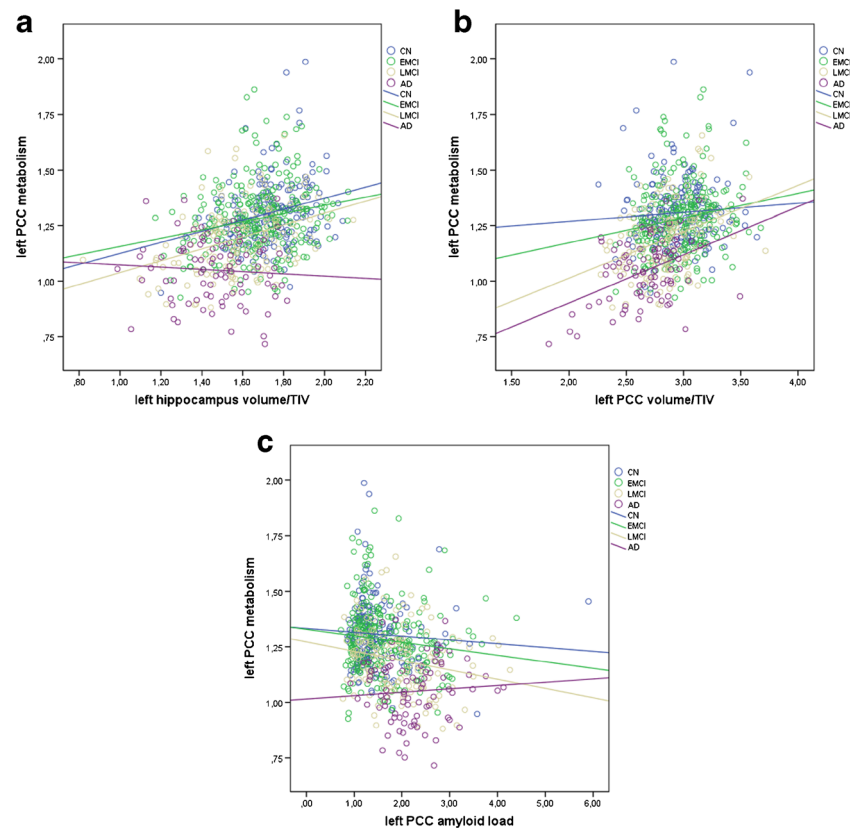 a
2,00
1,75
1,50
1,25
1,00
,75
left PCC metabolism
,80 1,00 1,20 1,40 1,60 1,80 2,00 2,20
left hippocampus volume/TIV
CN
EMCI
LMCI
AD
CN
EMCI
LMCI
AD
b
2,00
1,75
1,50
1,25
1,00
,75
left PCC metabolism
1.50 2,00 2,50 3,00 3,50 4,00
left PCC volume/TIV
CN
EMCI
LMCI
AD
CN
EMCI
LMCI
AD
c
2,00
1,75
1,50
1,25
1,00
,75
left PCC metabolism
,00 1,00 2,00 3,00 4,00 5,00 6,00
left PCC amyloid load
CN
EMCI
LMCI
AD
CN
EMCI
LMCI
AD